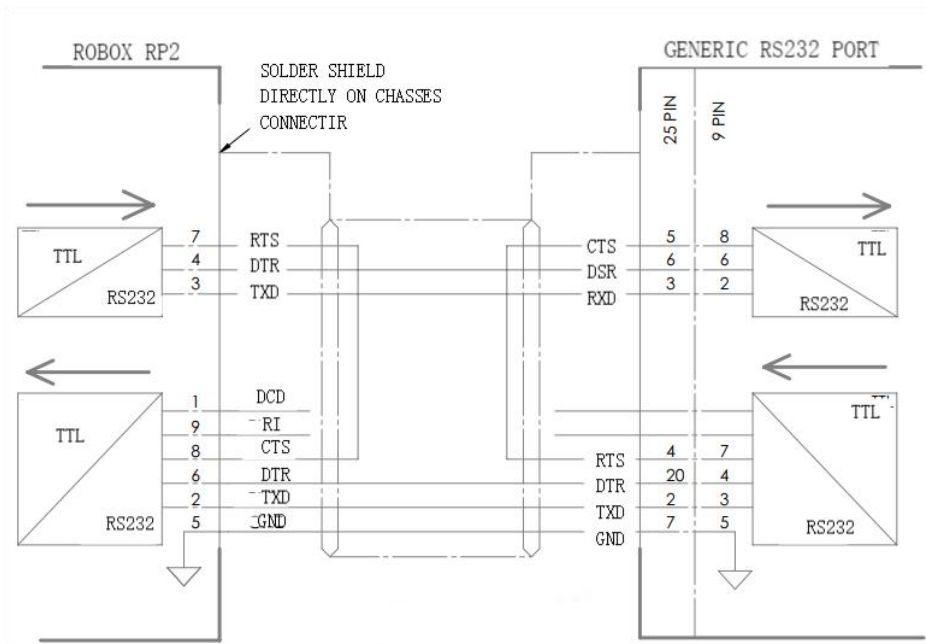 ROBOX RP2
GENERIC RS232 PORT
SOLDER SHIELD
DIRECTLY ON CHASSES
CONNECTIR
25 PIN
9 PIN
TTL
RS232
7 RTS
4 DTR
3 TXD
CTS 5 8
DSR 6 6
RXD 3 2
TTL
RS232
TTL
RS232
1 DCD
9 RI
8 CTS
6 DTR
2 TXD
5 GND
RTS 4 7
DTR 20 4
TXD 2 3
GND 7 5
TTL
RS232